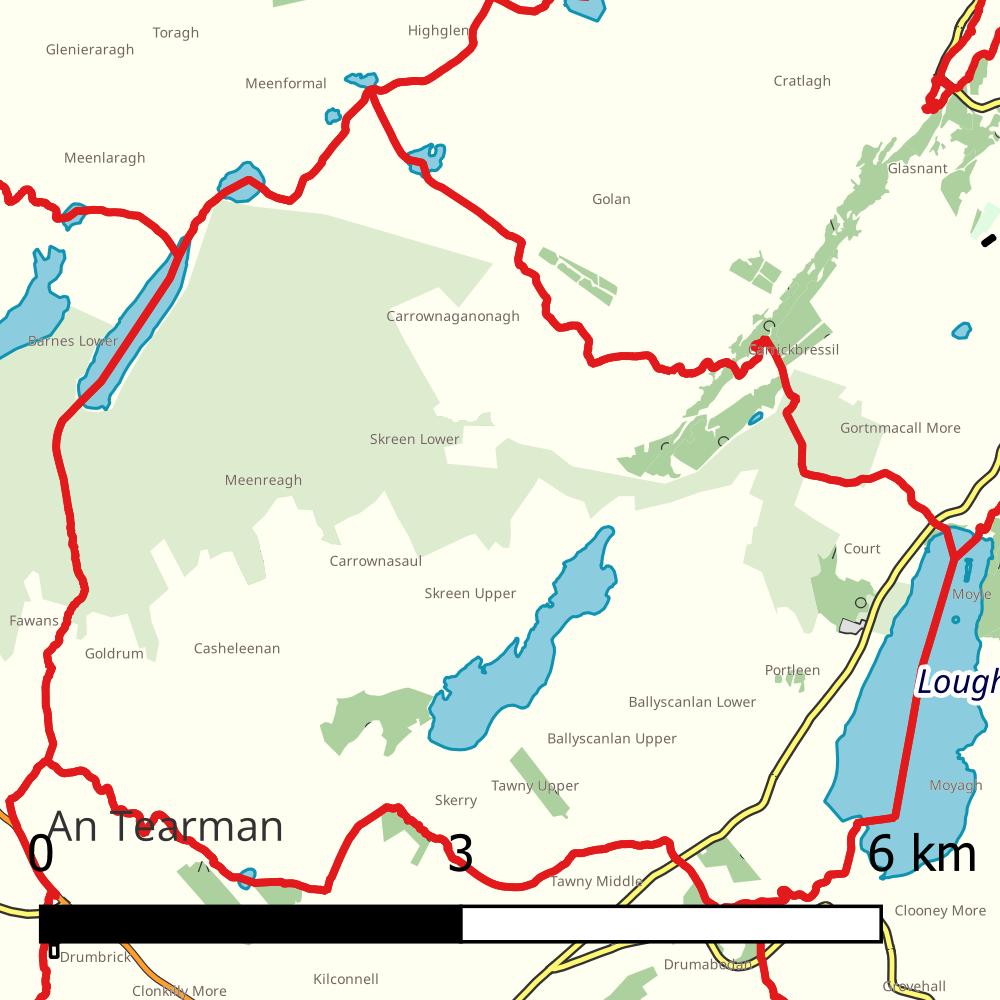 Highglen
Toragh
Glenieraragh
Meenformal
Cratlagh
Meenlaragh
Glasnant
Golan
Carrownaganonagh
Barnes Lower
Carrickbressil
Gortnmacall More
Skreen Lower
Meenreagh
Court
Carrownasaul
Skreen Upper
Moyle
Fawans
Goldrum
Casheleenan
Portleen
Lough
Ballyscanlan Lower
Ballyscanlan Upper
Tawny Upper
Moyagh
Skerry
An Tearman
0
3
6 km
Tawny Middle
Clooney More
Drumbrick
Drumabodan
Kilconnell
Clonkilly More
Grovehall